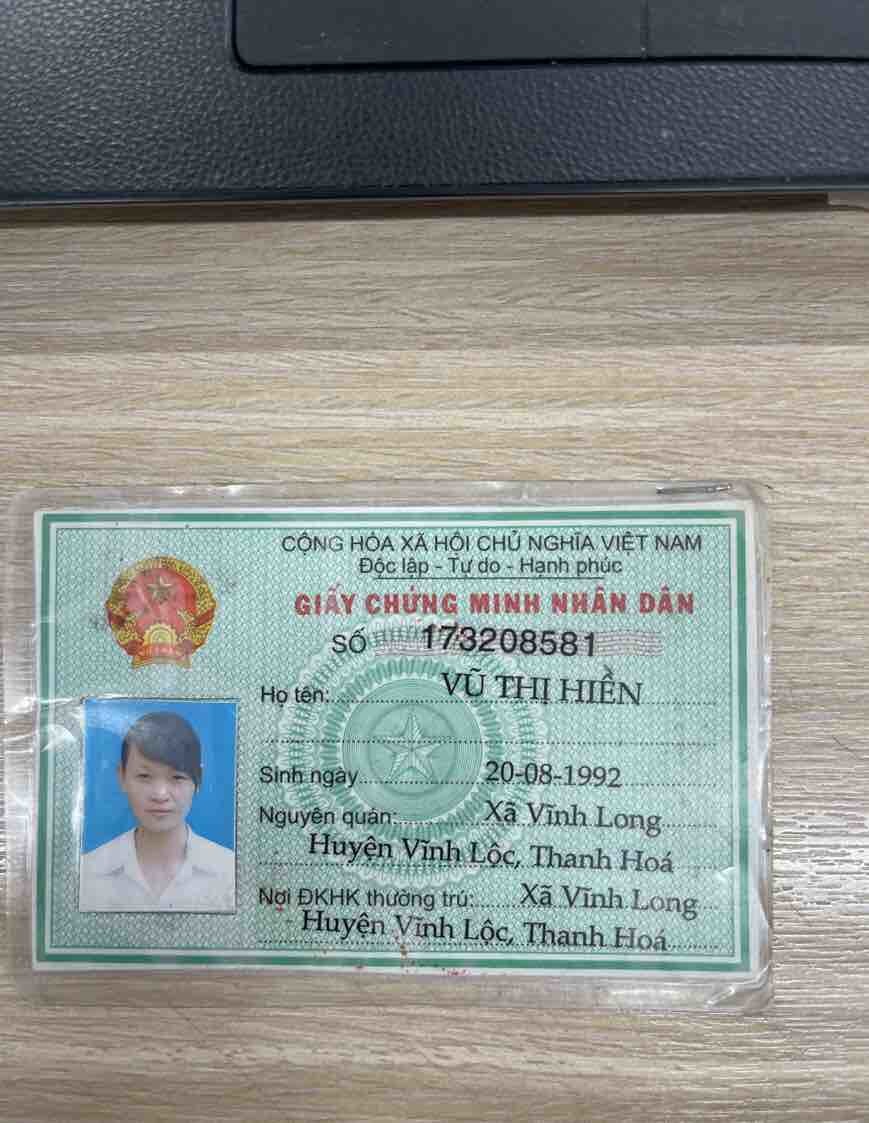 CỘNG HÒA XÃ HỘI CHỦ NGHĨA VIỆT NAM
Độc lập - Tự do - Hạnh phúc
GIẤY CHỨNG MINH NHÂN DÂN
SỐ 173208581
Họ tên: VŨ THỊ HIỀN
Sinh ngày 20-08-1992
Nguyên quán: Xã Vĩnh Long
Huyện Vĩnh Lộc, Thanh Hoá
Nơi ĐKHK thường trú: Xã Vĩnh Long
Huyện Vĩnh Lộc, Thanh Hoá